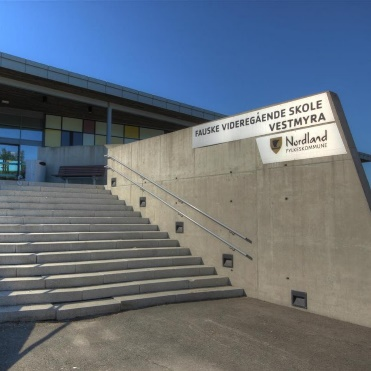 FAUSKE VIDEREGÅENDE SKOLE
VESTMYRA
Nordland
FYLKESKOMMUNE